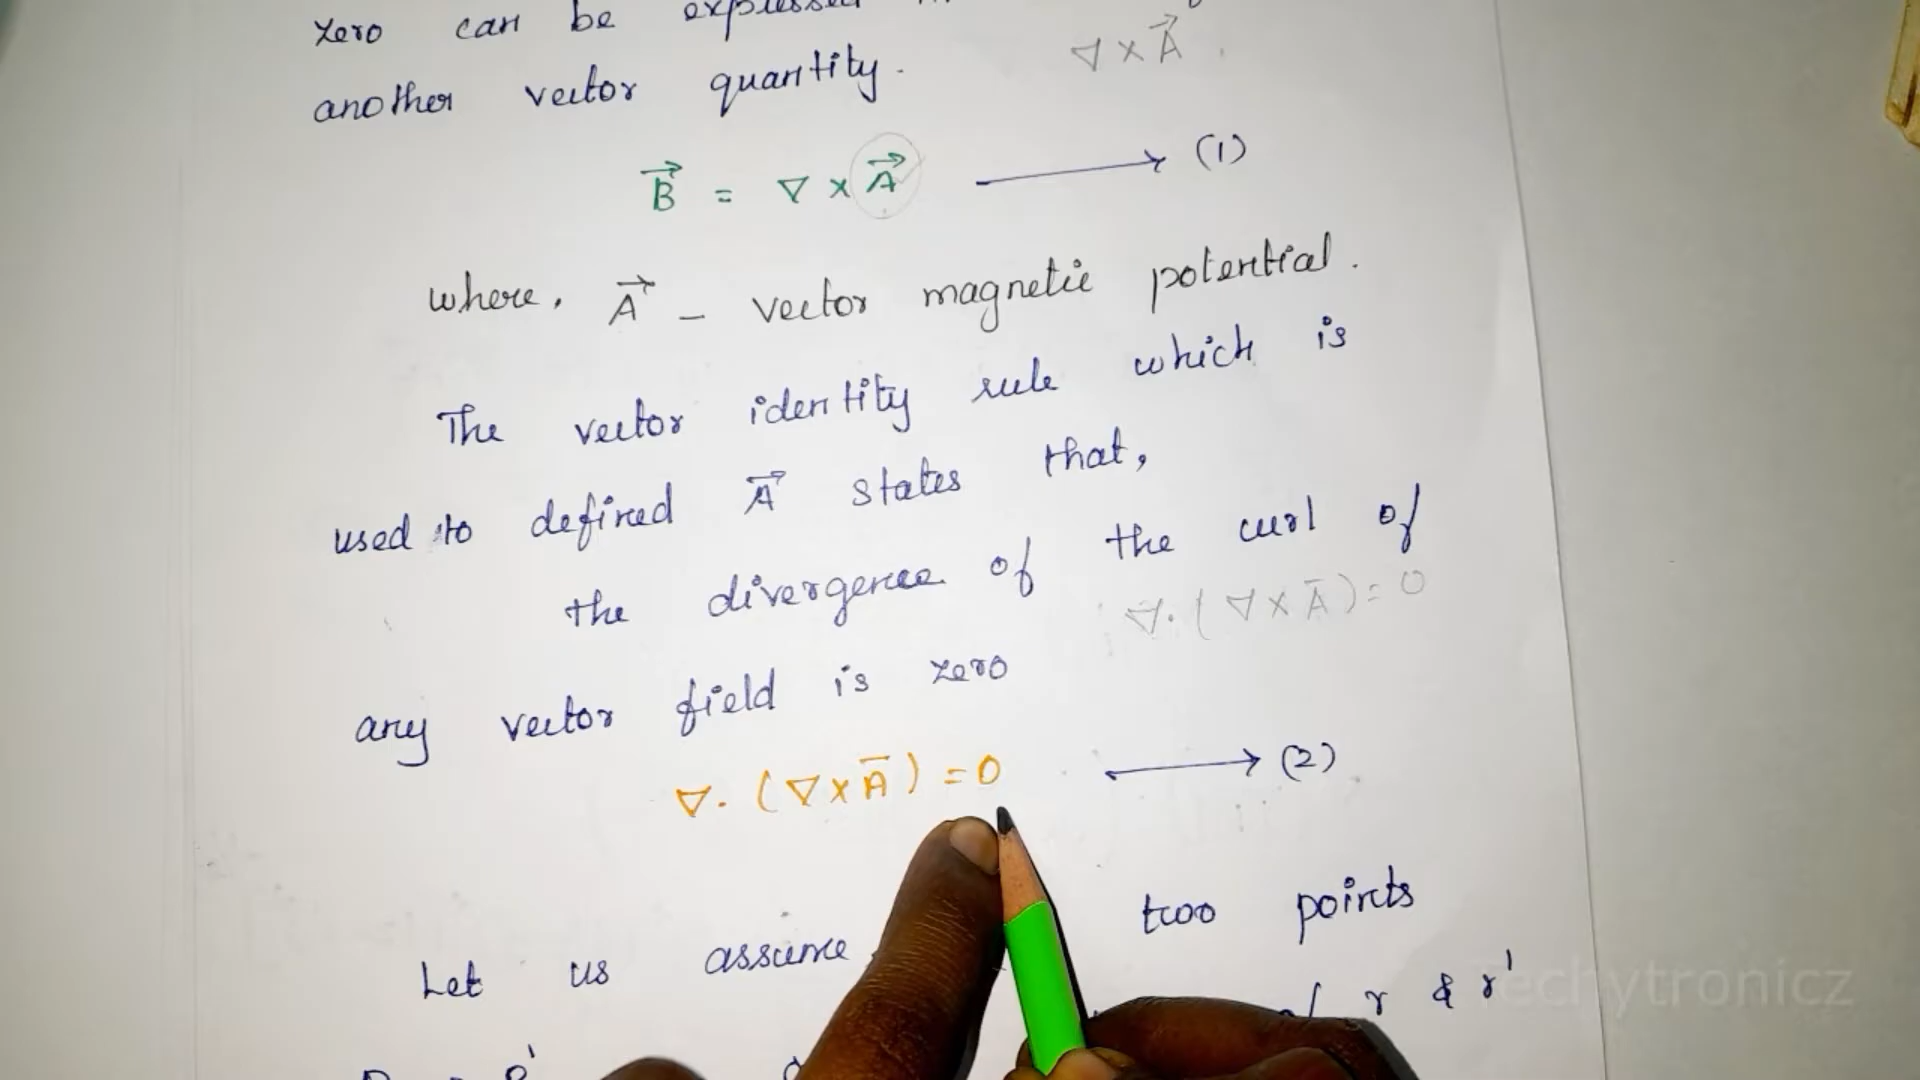 zero can be expressed
another vector quantity.
∇ × A⃗
B⃗ = ∇ × A⃗ ⟶ (1)
where, A⃗ - vector magnetic potential.
The vector identity rule which is
used to defined A⃗ states that,
the divergence of the curl of
∇.(∇×A̅)=0
any vector field is zero
∇.(∇×A̅)=0 ⟶ (2)
Let us assume two points
r & r'
Techytronicz